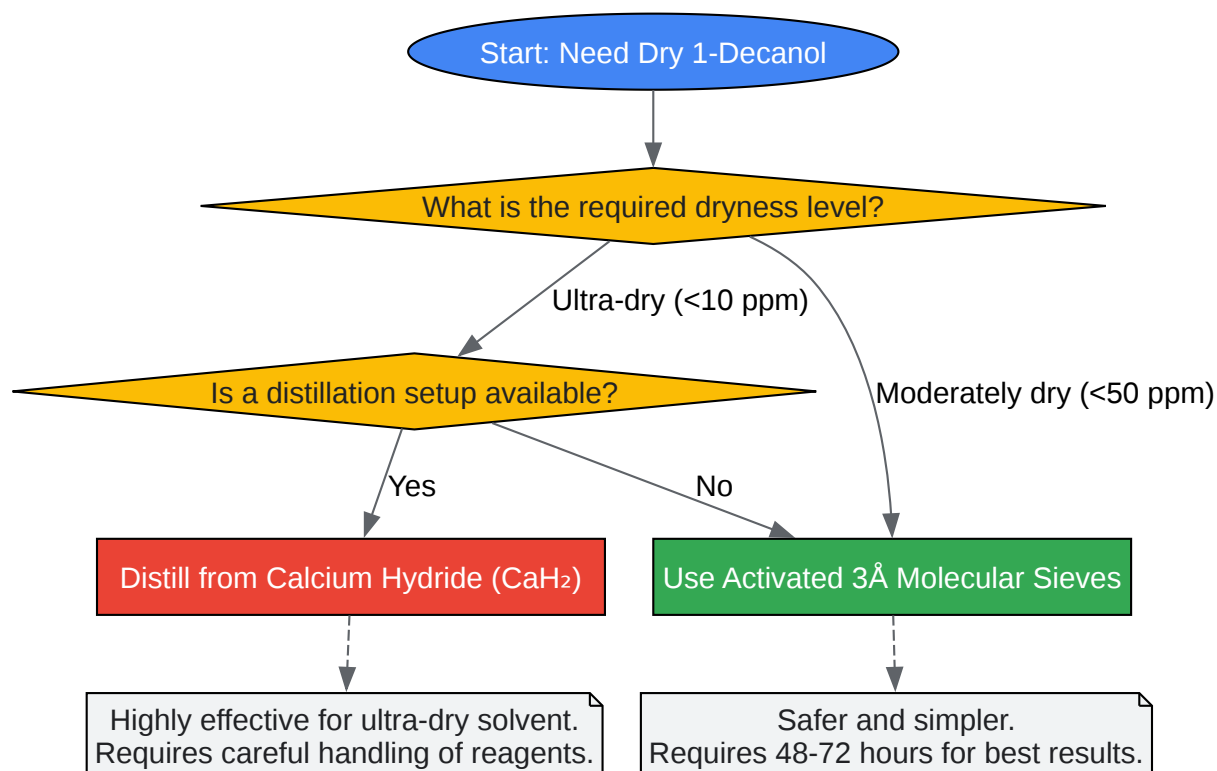 Start: Need Dry 1-Decanol
What is the required dryness level?
Ultra-dry (<10 ppm)
Is a distillation setup available?
Moderately dry (<50 ppm)
Yes
No
Distill from Calcium Hydride (CaH₂)
Use Activated 3Å Molecular Sieves
Highly effective for ultra-dry solvent.
Requires careful handling of reagents.
Safer and simpler.
Requires 48-72 hours for best results.